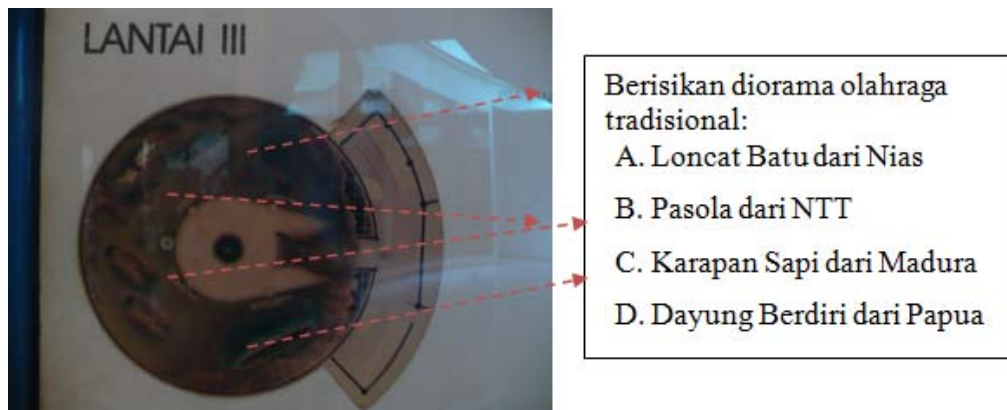 LANTAI III
Berisikan diorama olahraga
tradisional:
A. Loncat Batu dari Nias
B. Pasola dari NTT
C. Karapan Sapi dari Madura
D. Dayung Berdiri dari Papua